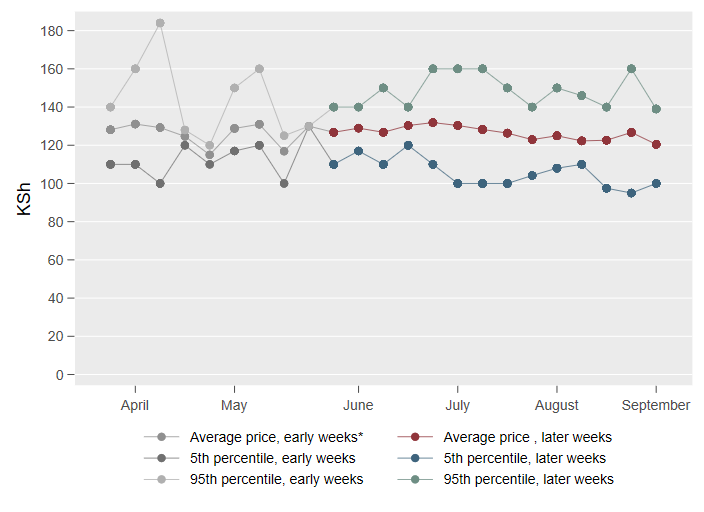 180
160
140
120
100
80
60
40
20
0
KSh
April May June July August September
Average price, early weeks* Average price , later weeks
5th percentile, early weeks 5th percentile, later weeks
95th percentile, early weeks 95th percentile, later weeks